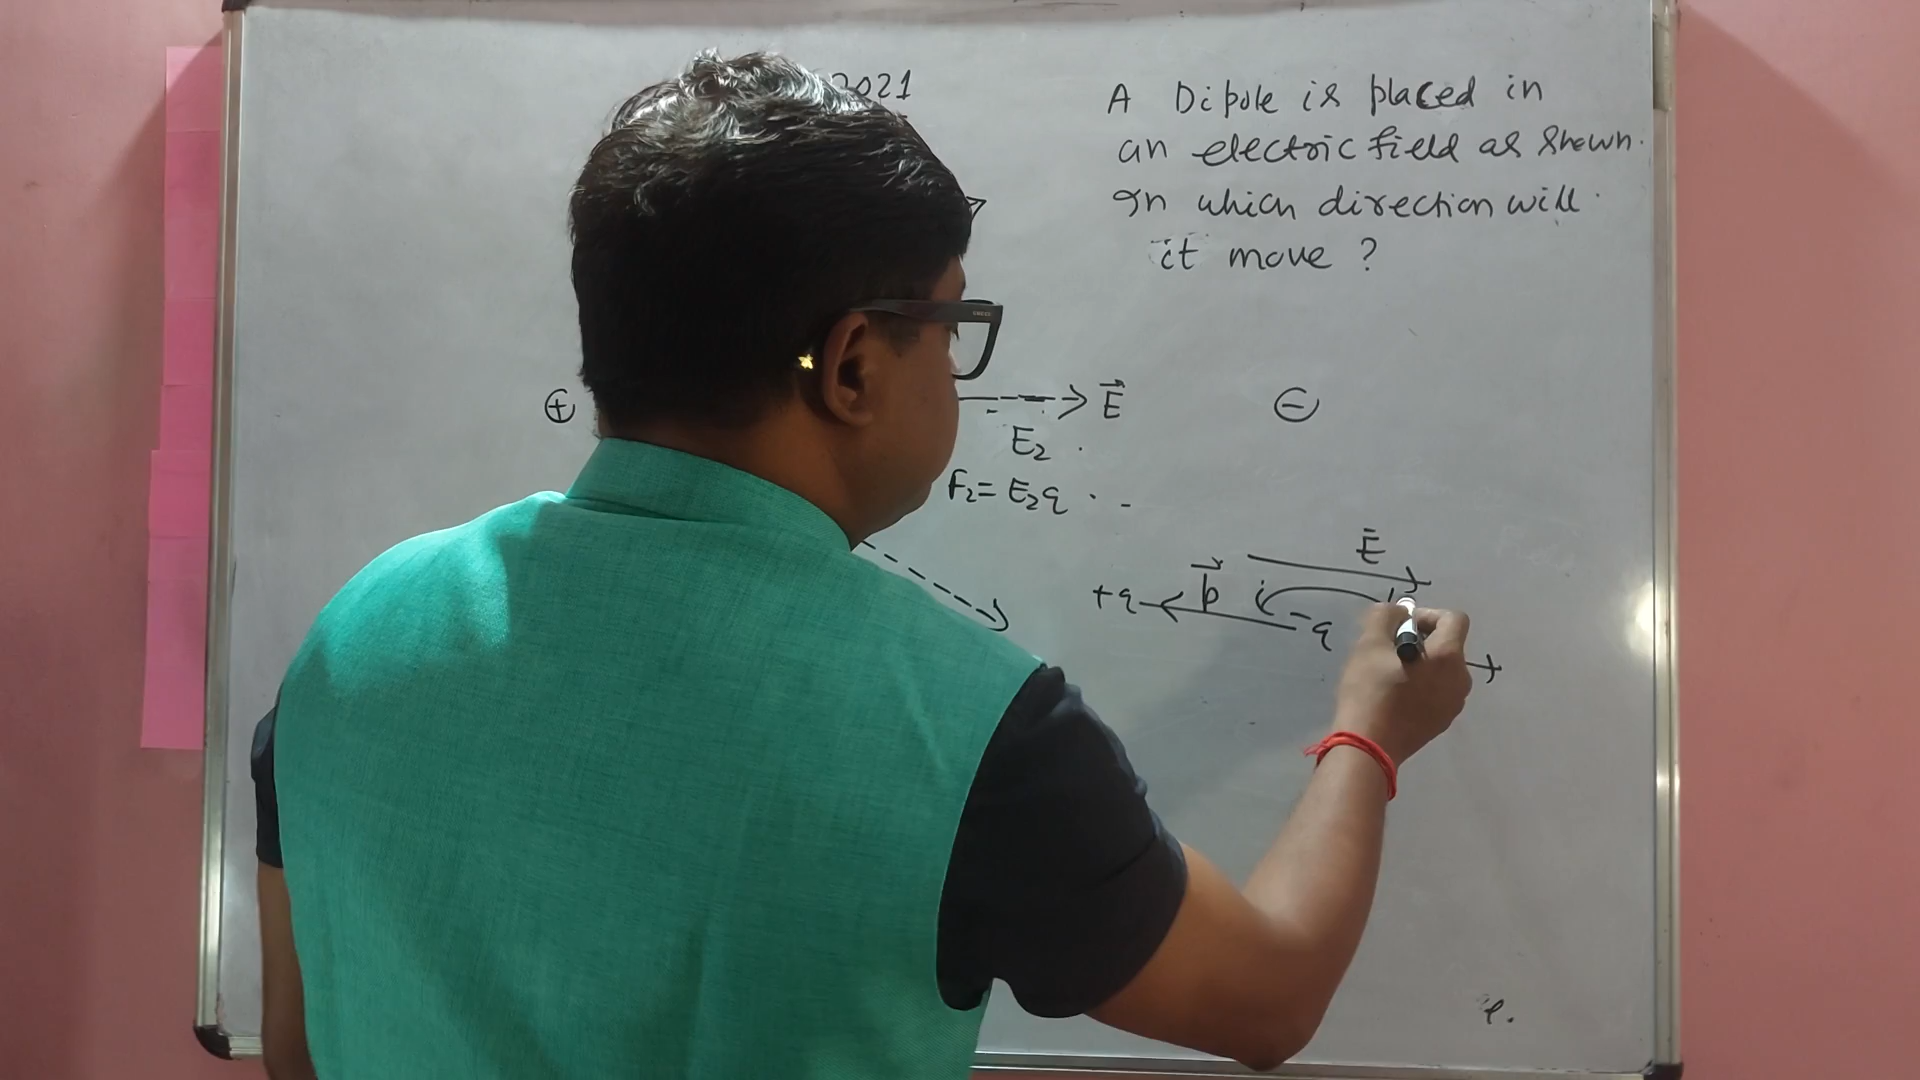 2021
A Dipole is placed in
an electric field as shown.
In which direction will
it move ?
+
E
-
E2
F2 = E2q
E
+q
p
-q